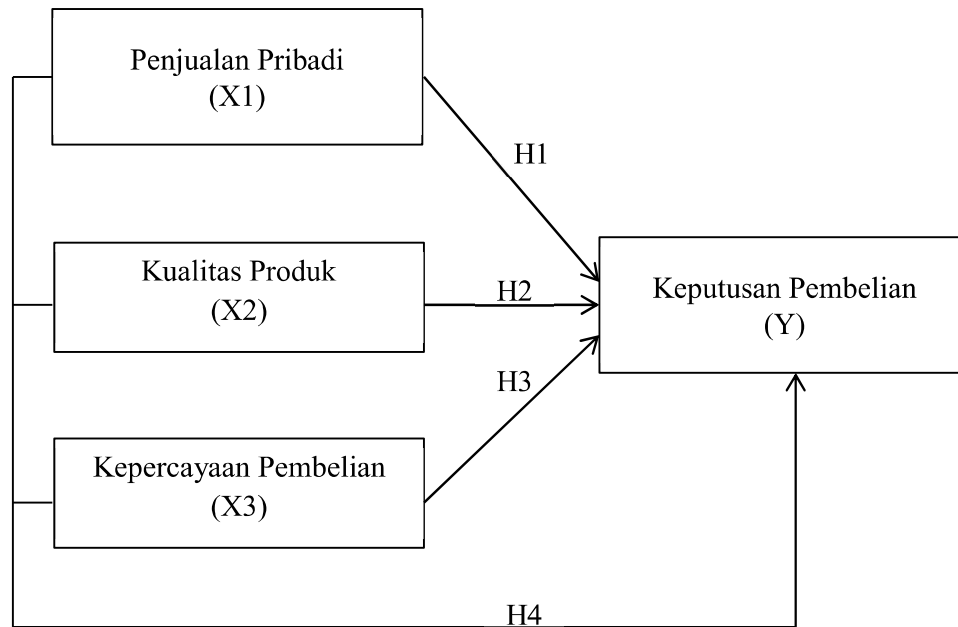 Penjualan Pribadi
(X1)
H1
Kualitas Produk
(X2)
H2
Keputusan Pembelian
(Y)
H3
Kepercayaan Pembelian
(X3)
H4